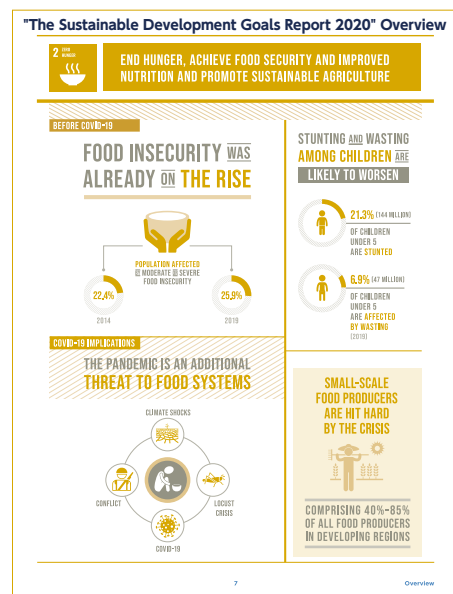 "The Sustainable Development Goals Report 2020" Overview
2 ZERO
HUNGER
END HUNGER, ACHIEVE FOOD SECURITY AND IMPROVED
NUTRITION AND PROMOTE SUSTAINABLE AGRICULTURE
BEFORE COVID-19
FOOD INSECURITY WAS
ALREADY ON THE RISE
POPULATION AFFECTED
BY MODERATE OR SEVERE
FOOD INSECURITY
22.4%
25.9%
2014
2019
STUNTING AND WASTING
AMONG CHILDREN ARE
LIKELY TO WORSEN
21.3% (144 MILLION)
OF CHILDREN
UNDER 5
ARE STUNTED
6.9% (47 MILLION)
OF CHILDREN
UNDER 5
ARE AFFECTED
BY WASTING
(2019)
COVID-19 IMPLICATIONS
THE PANDEMIC IS AN ADDITIONAL
THREAT TO FOOD SYSTEMS
CLIMATE SHOCKS
CONFLICT
LOCUST
CRISIS
COVID-19
SMALL-SCALE
FOOD PRODUCERS
ARE HIT HARD
BY THE CRISIS
COMPRISING 40%-85%
OF ALL FOOD PRODUCERS
IN DEVELOPING REGIONS
7
Overview